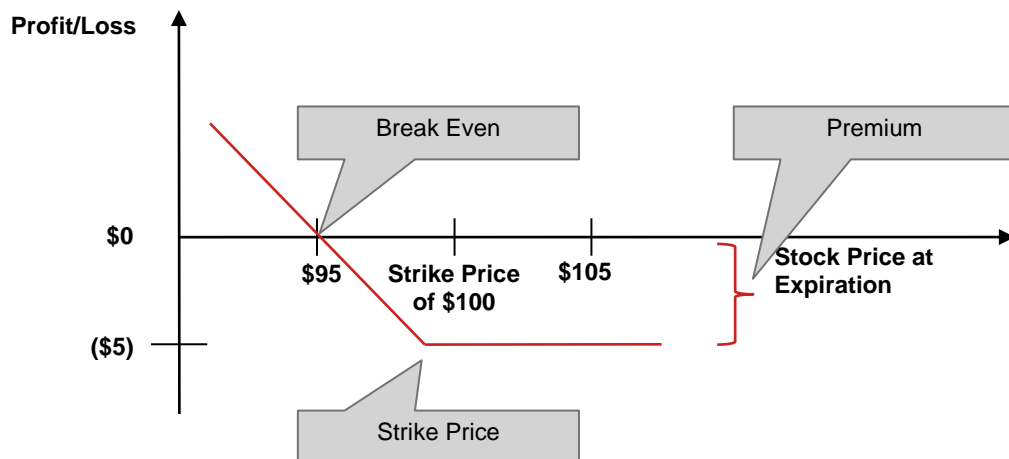 Profit/Loss
Break Even
Premium
$0
$95
Strike Price
of $100
$105
Stock Price at
Expiration
($5)
Strike Price